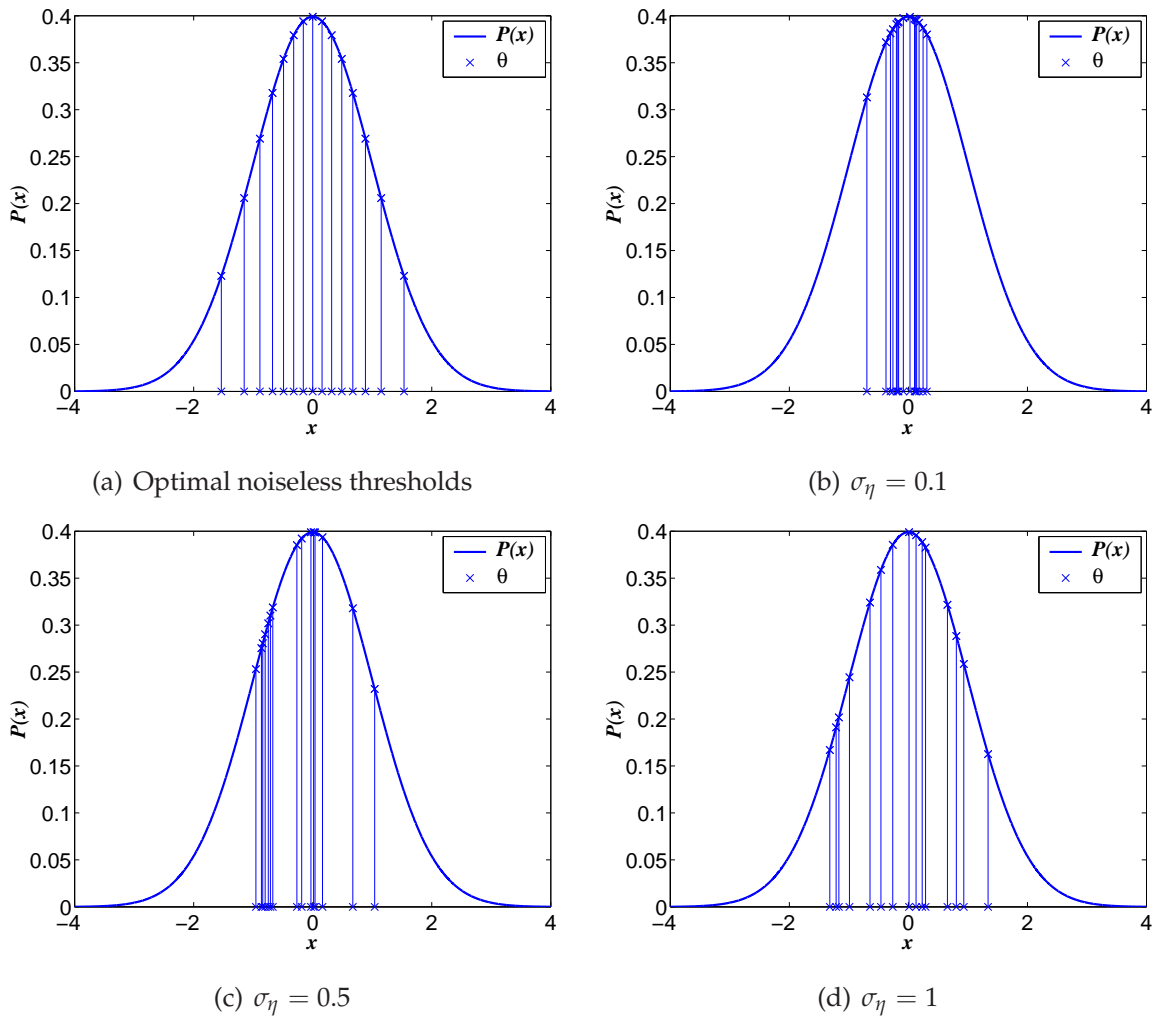 0.4
0.35
0.3
0.25
0.2
0.15
0.1
0.05
0
P(x)
−4 −2 0 2 4
x
P(x)
θ
(a) Optimal noiseless thresholds
0.4
0.35
0.3
0.25
0.2
0.15
0.1
0.05
0
P(x)
−4 −2 0 2 4
x
P(x)
θ
(b) σ_η = 0.1
0.4
0.35
0.3
0.25
0.2
0.15
0.1
0.05
0
P(x)
−4 −2 0 2 4
x
P(x)
θ
(c) σ_η = 0.5
0.4
0.35
0.3
0.25
0.2
0.15
0.1
0.05
0
P(x)
−4 −2 0 2 4
x
P(x)
θ
(d) σ_η = 1